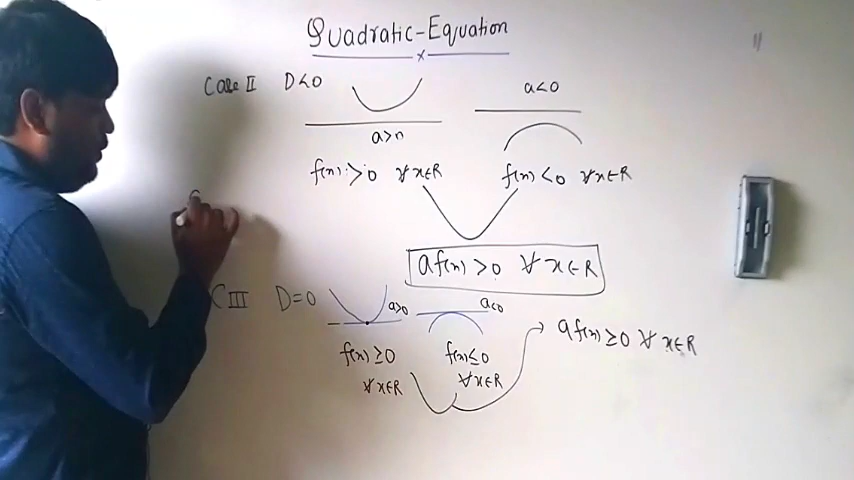 Quadratic-Equation
x
Case II D<0 a<0
a>0
f(x)>0 ∀ x∈R f(x)<0 ∀ x∈R
af(x)>0 ∀ x∈R
C III D=0 a>0 a<0
af(x)≥0 ∀ x∈R
f(x)≥0 f(x)≤0
∀ x∈R ∀ x∈R